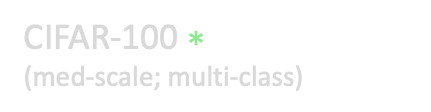 CIFAR-100 *
(med-scale; multi-class)